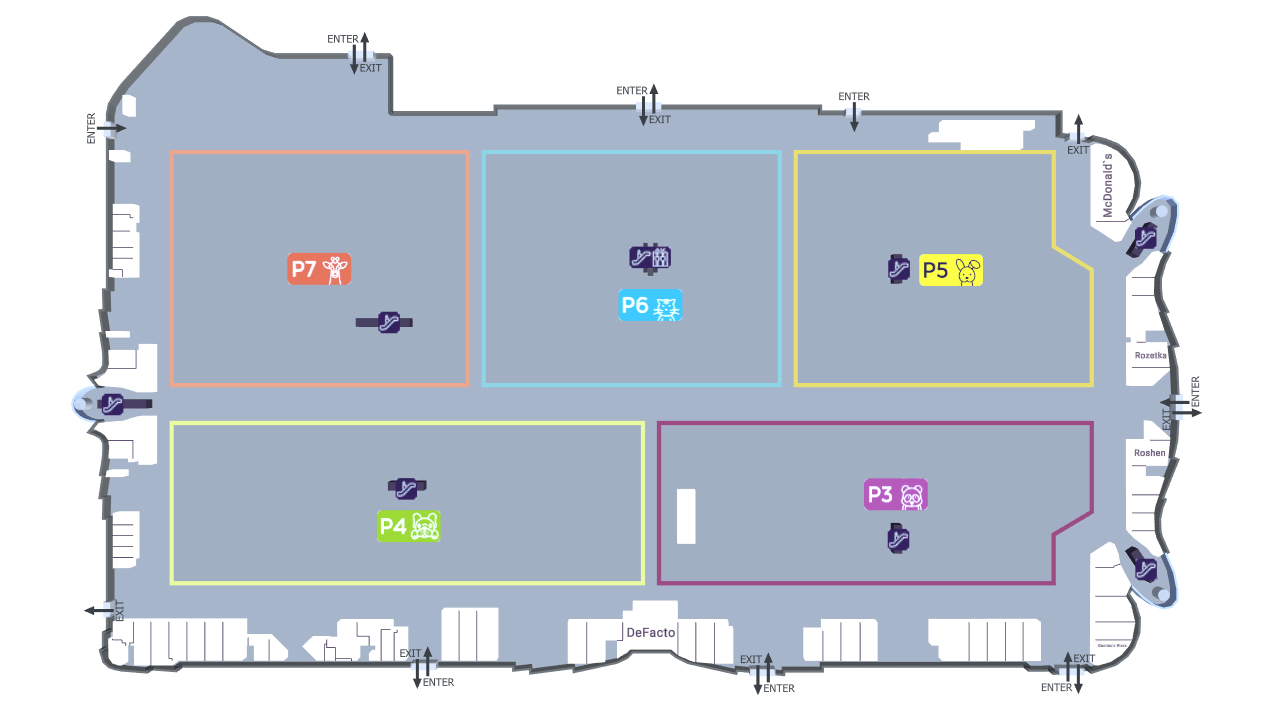 ENTER
EXIT
ENTER
EXIT
ENTER
ENTER
EXIT
McDonald`s
P7
P6
P5
Rozetka
ENTER
EXIT
Roshen
P3
P4
EXIT
DeFacto
EXIT
ENTER
EXIT
ENTER
EXIT
ENTER